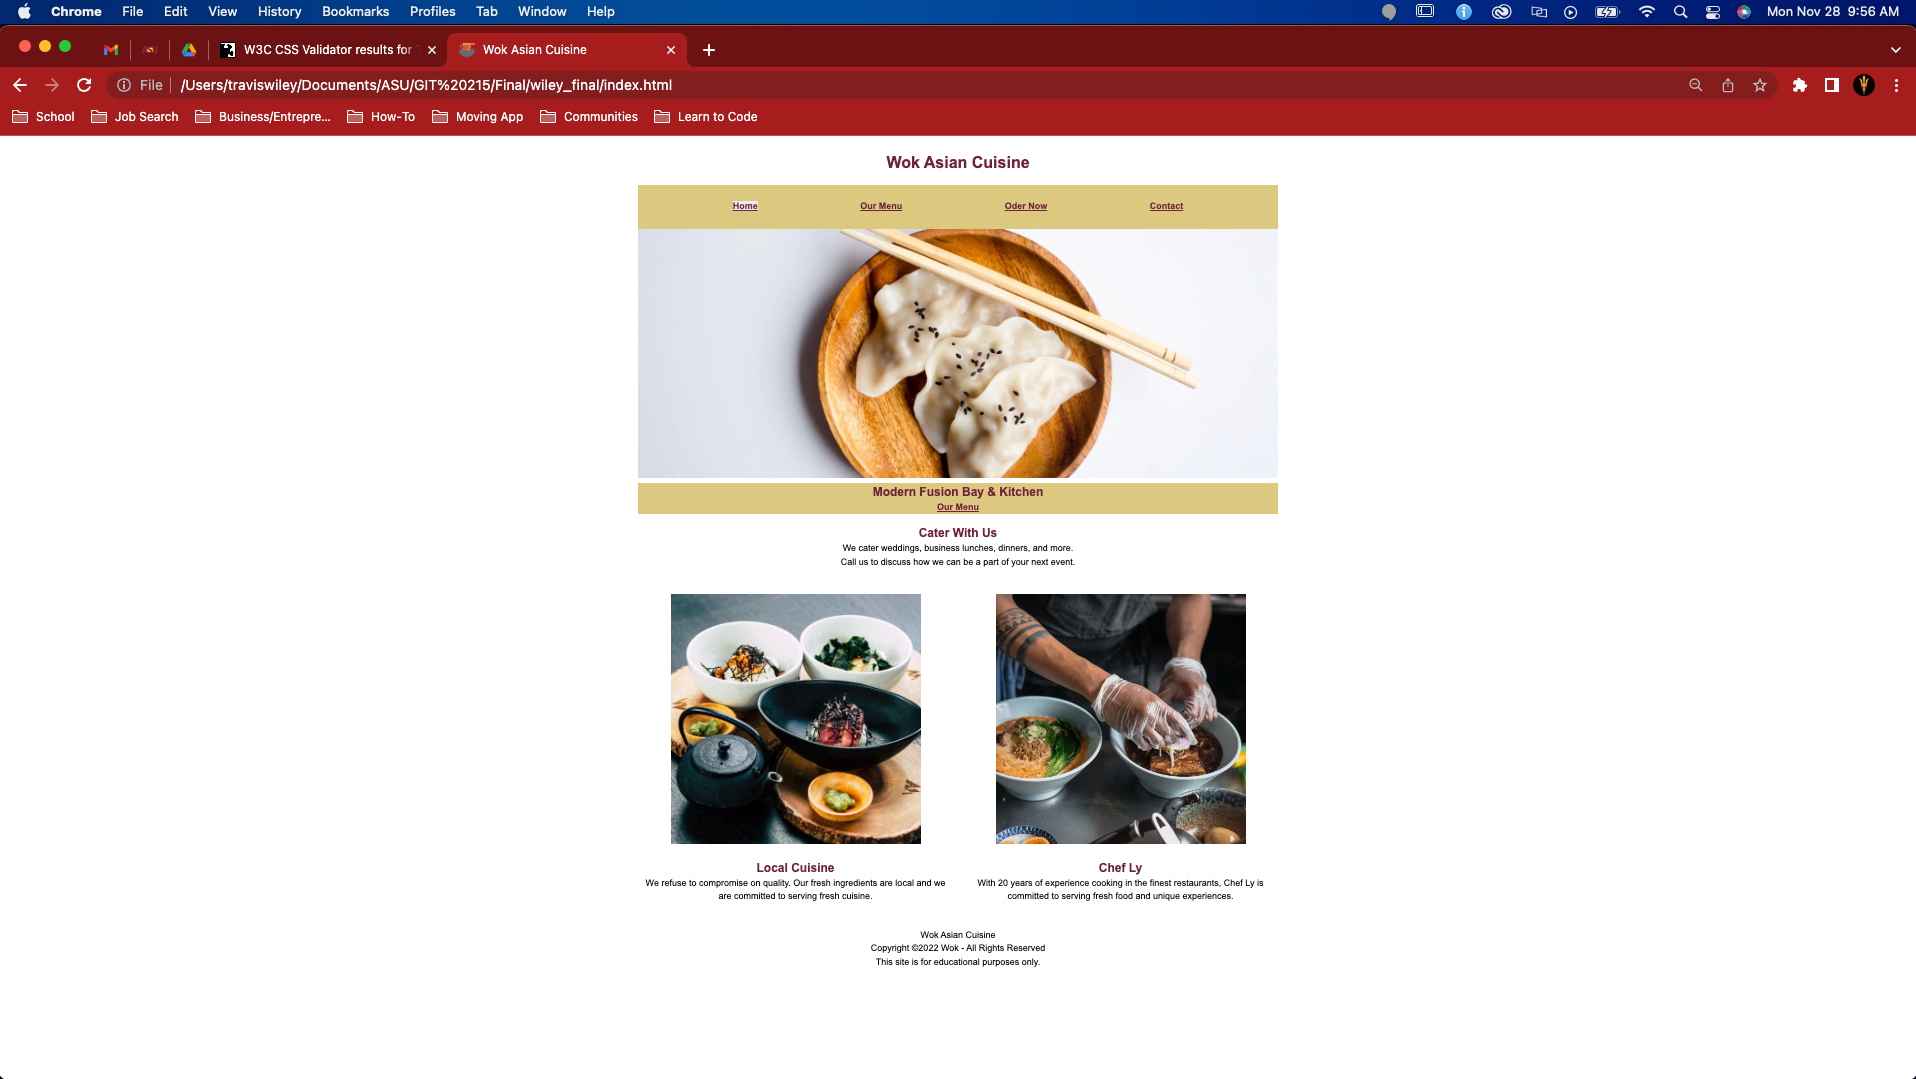 Chrome File Edit View History Bookmarks Profiles Tab Window Help Mon Nov 28 9:56 AM
W3C CSS Validator results for Wok Asian Cuisine
File /Users/traviswiley/Documents/ASU/GIT%20215/Final/wiley_final/index.html
School Job Search Business/Entrepre... How-To Moving App Communities Learn to Code
Wok Asian Cuisine
Home Our Menu Oder Now Contact
Modern Fusion Bay & Kitchen
Our Menu
Cater With Us
We cater weddings, business lunches, dinners, and more.
Call us to discuss how we can be a part of your next event.
Local Cuisine
We refuse to compromise on quality. Our fresh ingredients are local and we
are committed to serving fresh cuisine.
Chef Ly
With 20 years of experience cooking in the finest restaurants, Chef Ly is
committed to serving fresh food and unique experiences.
Wok Asian Cuisine
Copyright ©2022 Wok - All Rights Reserved
This site is for educational purposes only.